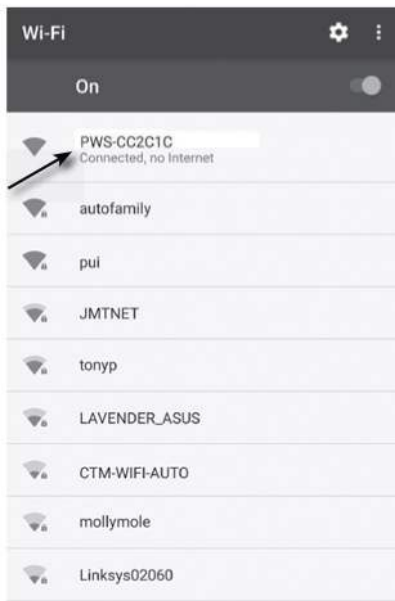 Wi-Fi
On
PWS-CC2C1C
Connected, no Internet
autofamily
pui
JMTNET
tonyp
LAVENDER_ASUS
CTM-WIFI-AUTO
mollymole
Linksys02060